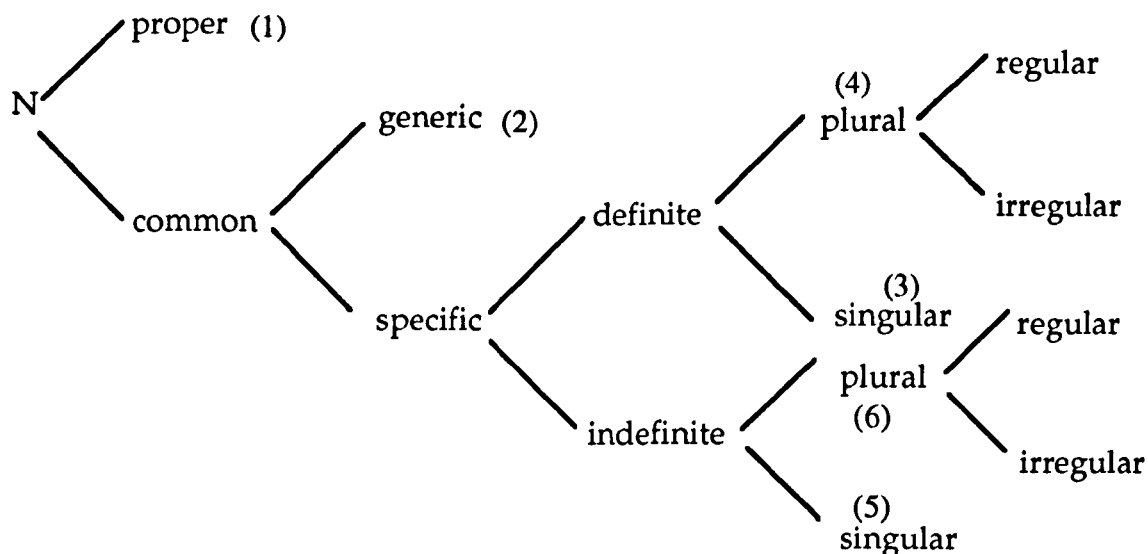 proper (1)
N
common
generic (2)
specific
definite
indefinite
(4)
plural
regular
irregular
(3)
singular
plural
(6)
regular
irregular
(5)
singular